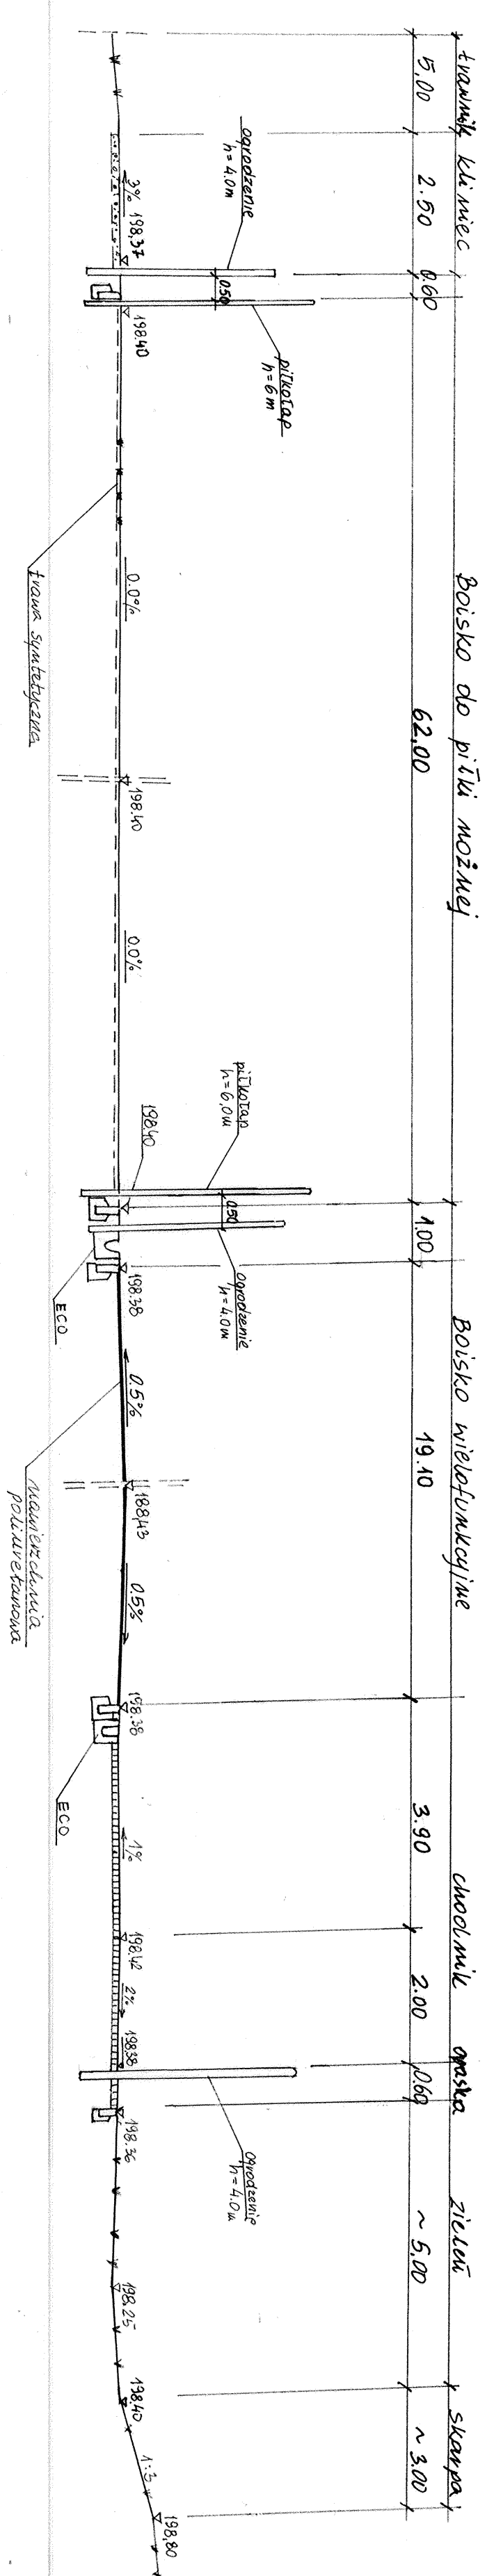 trawnik
kliniec
Boisko do piłki nożnej
Boisko wielofunkcyjne
chodnik
opaska
zieleń
skarpa
5,00
2.50
0.60
62,00
1.00
19.10
3.90
2.00
0.60
~ 5,00
~ 3,00
ogrodzenie
h=4.0m
0.50
piłkołap
h=6m
3%
198,37
198.40
0.0%
trawa syntetyczna
198.40
0.0%
piłkołap
h=6,0m
198.40
0.50
ogrodzenie
h=4.0m
198.38
ECO
0.5%
188,43
nawierzchnia
poliuretanowa
0.5%
198.38
ECO
1%
198.42
2%
198.38
ogrodzenie
h=4.0m
198.36
198.25
198.40
1:3
198,80